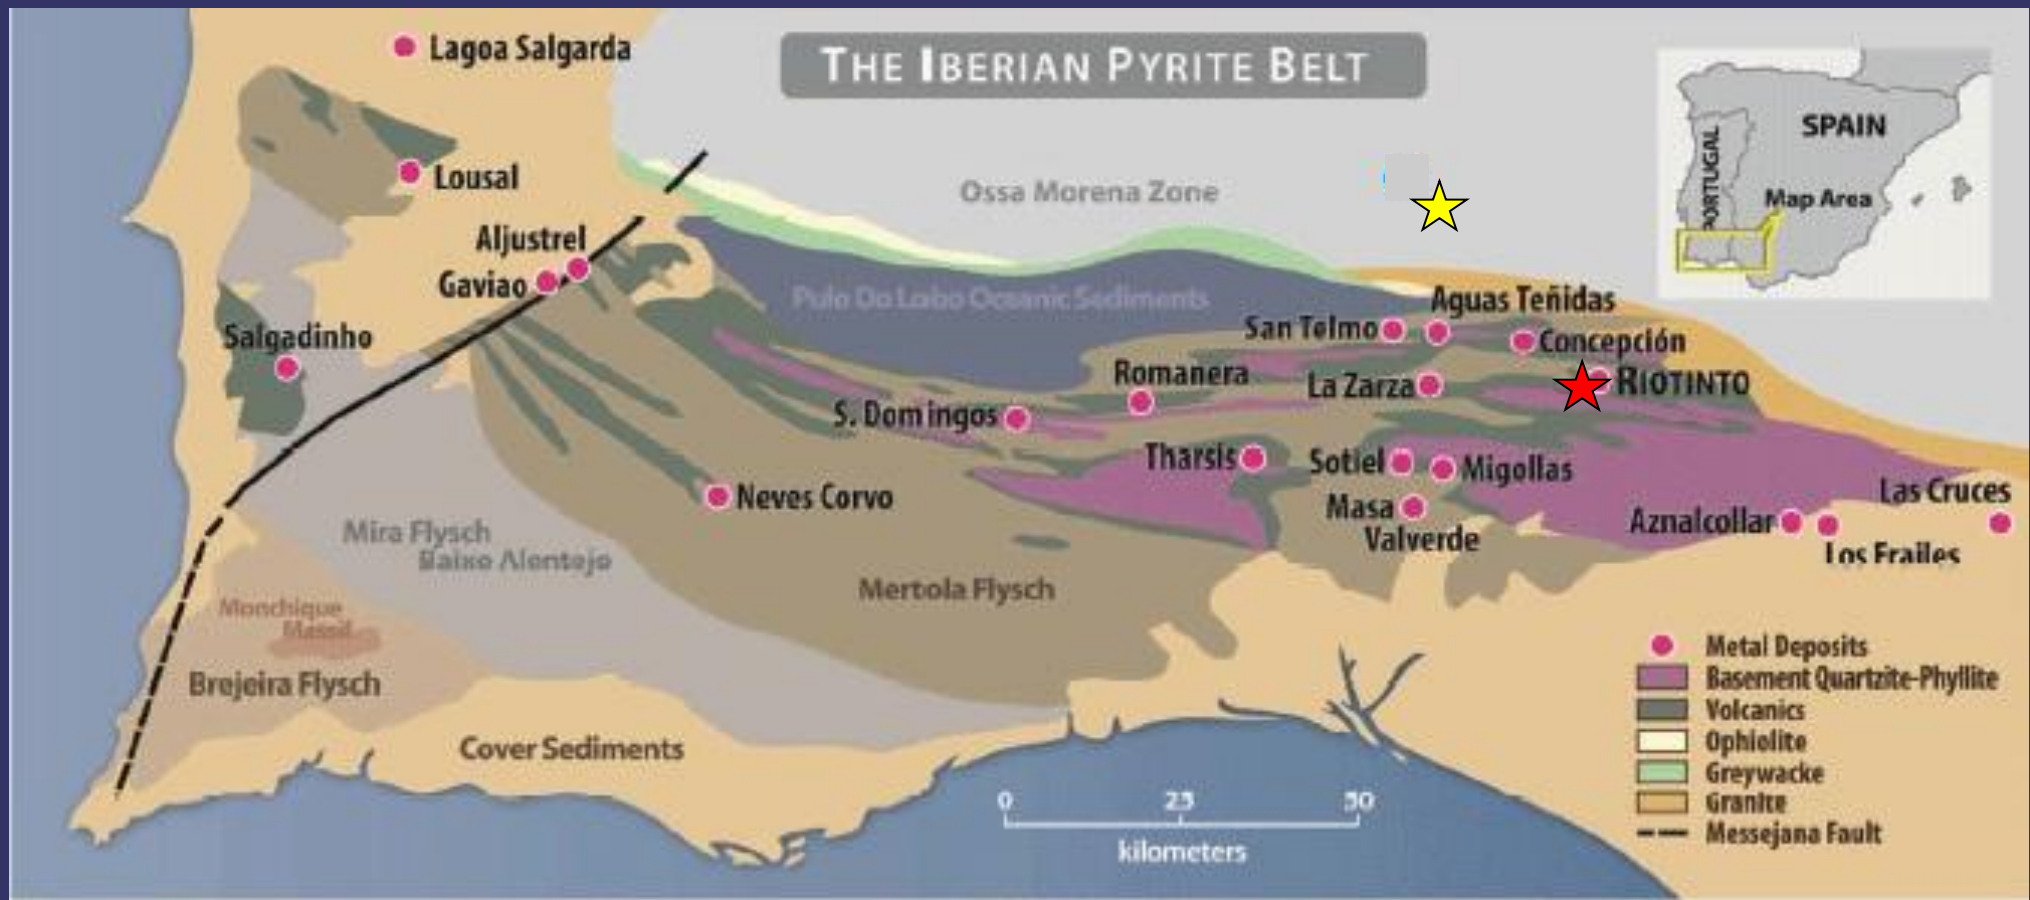 THE IBERIAN PYRITE BELT
Lagoa Salgarda
SPAIN
PORTUGAL
Map Area
Lousal
Ossa Morena Zone
Aljustrel
Gaviao
Pulo Do Lobo Oceanic Sediments
Aguas Teñidas
San Telmo
Concepción
Salgadinho
Romanera
La Zarza
RIOTINTO
S. Domingos
Tharsis
Sotiel
Migollas
Neves Corvo
Las Cruces
Masa
Valverde
Aznalcollar
Los Frailes
Mira Flysch
Baixo Alentejo
Mertola Flysch
Monchique
Massif
Brejeira Flysch
Cover Sediments
0 25 50
kilometers
Metal Deposits
Basement Quartzite-Phyllite
Volcanics
Ophiolite
Greywacke
Granite
Messejana Fault